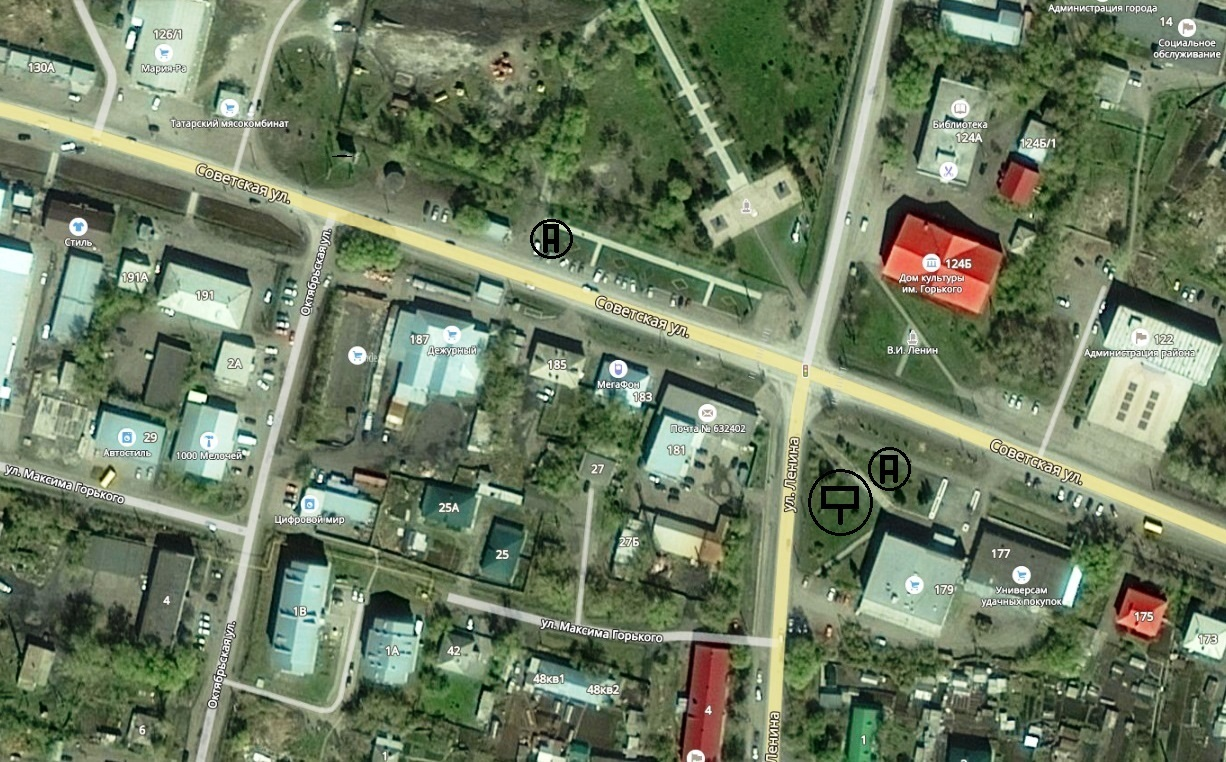 Администрация города
14
Социальное
обслуживание
126/1
Мария-Ра
130А
Татарский мясокомбинат
Библиотека
124А
124Б/1
Советская ул.
Стиль
191А
191
Октябрьская ул.
124Б
Дом культуры
им. Горького
Советская ул.
187
Дежурный
2А
185
МегаФон
183
В.И. Ленин
122
Администрация района
Почта № 632402
181
29
Автостиль
1000 Мелочей
ул. Максима Горького
27
ул. Ленина
Советская ул.
А
А
25А
Цифровой мир
25
27Б
177
Универсам
удачных покупок
179
4
1В
1А
42
ул. Максима Горького
175
173
48кв1
48кв2
Октябрьская ул.
4
6
1
1
Ленина